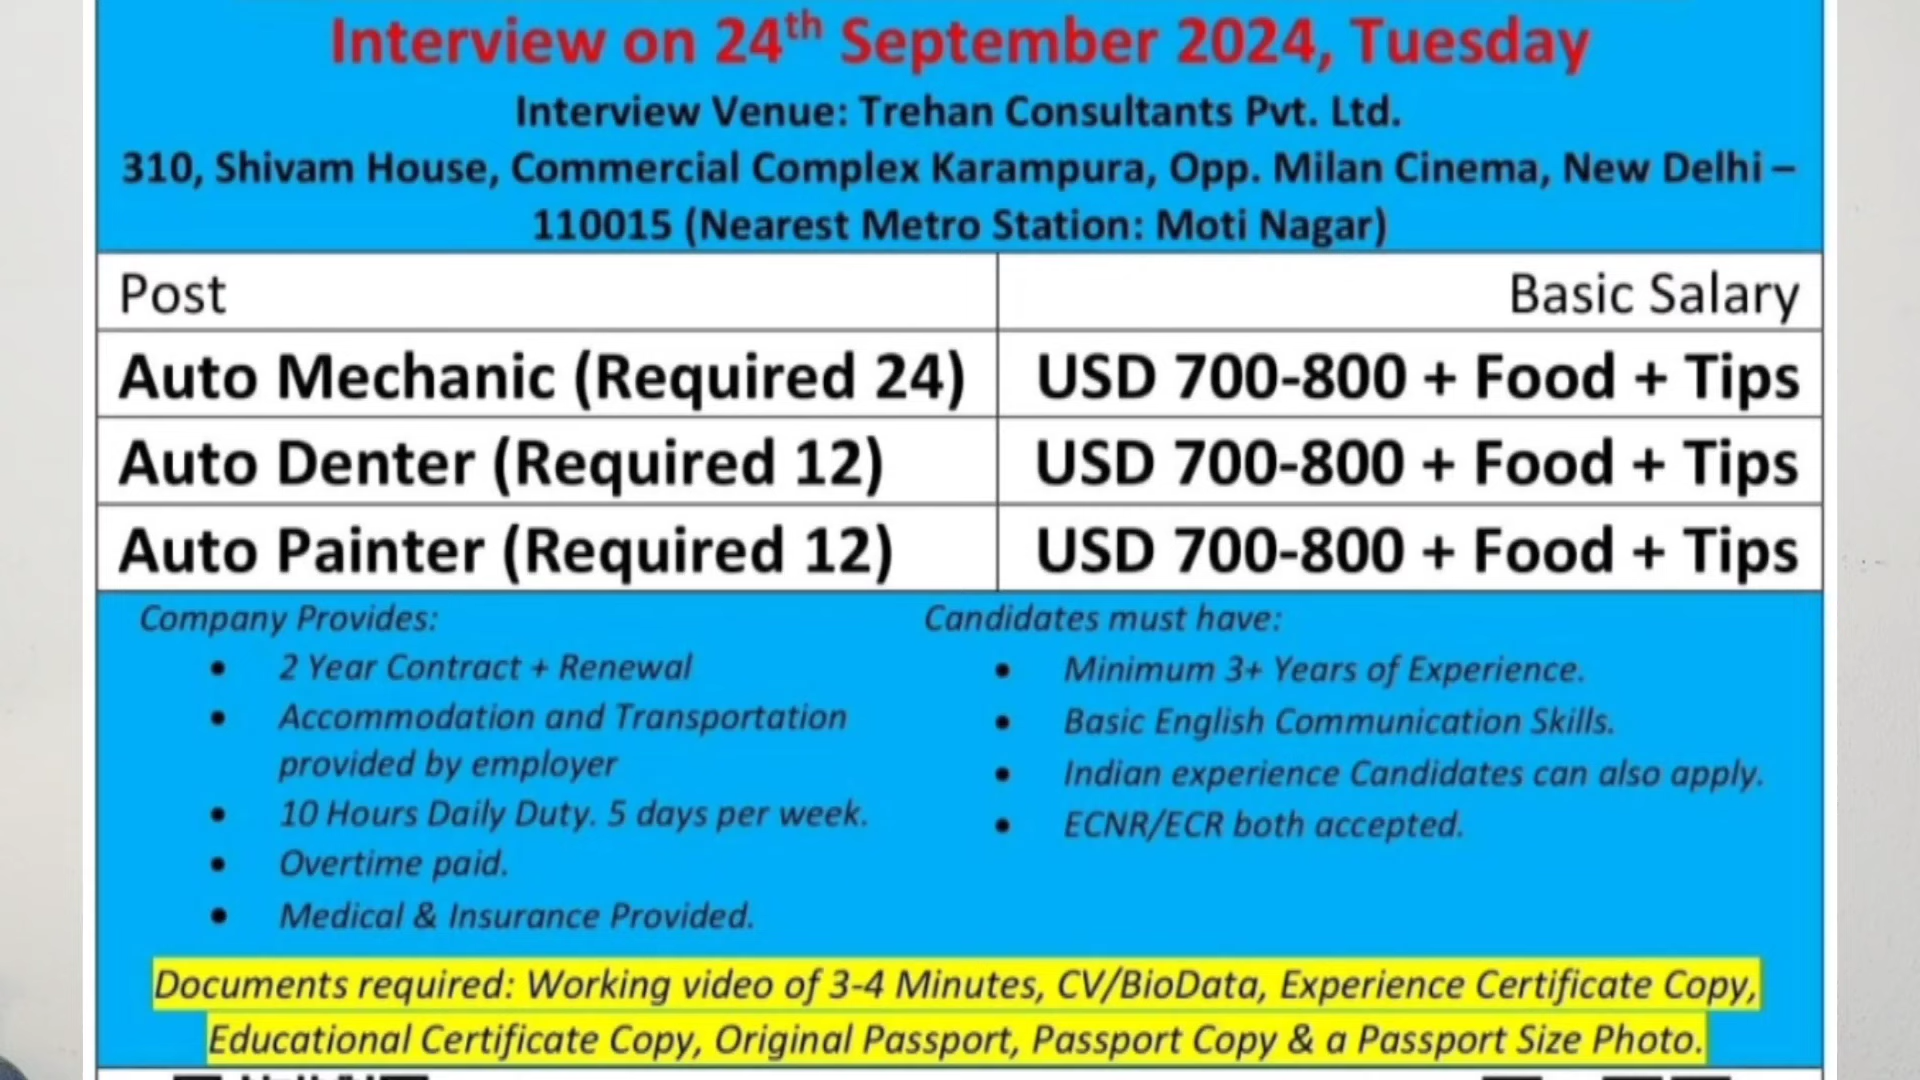 Interview on 24th September 2024, Tuesday
Interview Venue: Trehan Consultants Pvt. Ltd.
310, Shivam House, Commercial Complex Karampura, Opp. Milan Cinema, New Delhi –
110015 (Nearest Metro Station: Moti Nagar)
Post Basic Salary
Auto Mechanic (Required 24) USD 700-800 + Food + Tips
Auto Denter (Required 12) USD 700-800 + Food + Tips
Auto Painter (Required 12) USD 700-800 + Food + Tips
Company Provides:
• 2 Year Contract + Renewal
• Accommodation and Transportation
provided by employer
• 10 Hours Daily Duty. 5 days per week.
• Overtime paid.
• Medical & Insurance Provided.
Candidates must have:
• Minimum 3+ Years of Experience.
• Basic English Communication Skills.
• Indian experience Candidates can also apply.
• ECNR/ECR both accepted.
Documents required: Working video of 3-4 Minutes, CV/BioData, Experience Certificate Copy,
Educational Certificate Copy, Original Passport, Passport Copy & a Passport Size Photo.